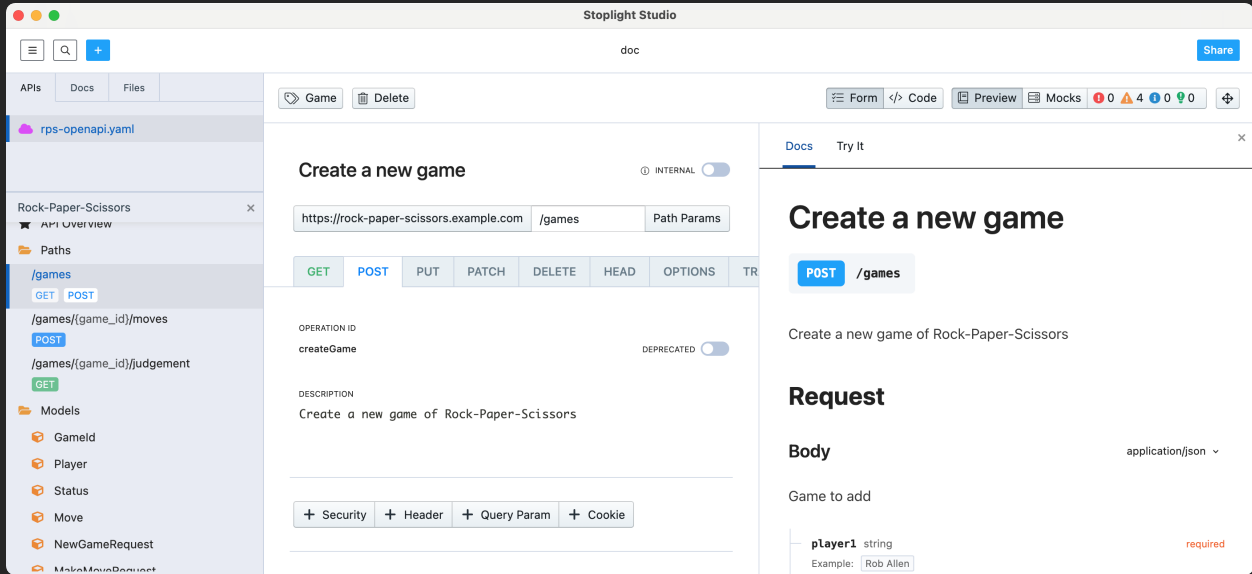 Stoplight Studio
doc
Share
APIs Docs Files
rps-openapi.yaml
Rock-Paper-Scissors
API Overview
Paths
/games
GET POST
/games/{game_id}/moves
POST
/games/{game_id}/judgement
GET
Models
GameId
Player
Status
Move
NewGameRequest
MakeMoveRequest
Game Delete
Form </> Code Preview Mocks 0 4 0 0
Create a new game
INTERNAL
https://rock-paper-scissors.example.com /games Path Params
GET POST PUT PATCH DELETE HEAD OPTIONS TR
OPERATION ID
createGame
DEPRECATED
DESCRIPTION
Create a new game of Rock-Paper-Scissors
+ Security + Header + Query Param + Cookie
Docs Try It
Create a new game
POST /games
Create a new game of Rock-Paper-Scissors
Request
Body
application/json
Game to add
player1 string required
Example: Rob Allen